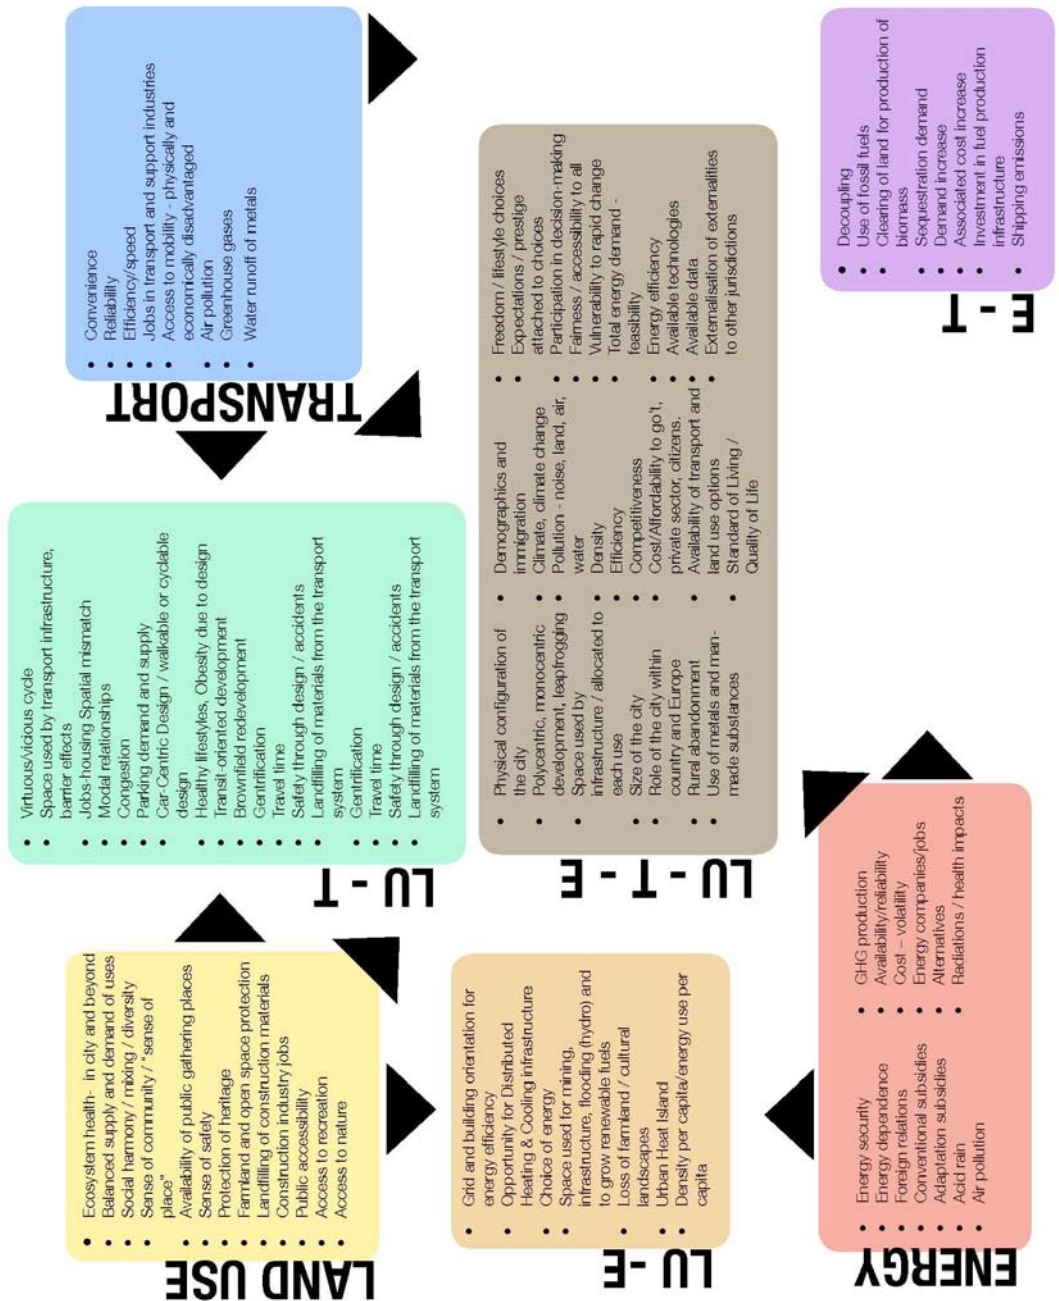 LAND USE
• Ecosystem health- in city and beyond
• Balanced supply and demand of uses
• Social harmony / mixing / diversity
• Sense of community / "sense of
place"
• Availability of public gathering places
• Sense of safety
• Protection of heritage
• Farmland and open space protection
• Landfilling of construction materials
• Construction industry jobs
• Public accessibility
• Access to recreation
• Access to nature
LU - T
• Virtuous/vicious cycle
• Space used by transport infrastructure,
barrier effects
• Jobs-housing Spatial mismatch
• Modal relationships
• Congestion
• Parking demand and supply
• Car-Centric Design / walkable or cyclable
design
• Healthy lifestyles, Obesity due to design
• Transit-oriented development
• Brownfield redevelopment
• Gentrification
• Travel time
• Safety through design / accidents
• Landfilling of materials from the transport
system
• Gentrification
• Travel time
• Safety through design / accidents
• Landfilling of materials from the transport
system
TRANSPORT
• Convenience
• Reliability
• Efficiency/speed
• Jobs in transport and support industries
• Access to mobility - physically and
economically disadvantaged
• Air pollution
• Greenhouse gases
• Water runoff of metals
LU - E
• Grid and building orientation for
energy efficiency
• Opportunity for Distributed
Heating & Cooling infrastructure
• Choice of energy
• Space used for mining,
infrastructure, flooding (hydro) and
to grow renewable fuels
• Loss of farmland / cultural
landscapes
• Urban Heat Island
• Density per capita/energy use per
capita
LU - T - E
• Physical configuration of
the city
• Polycentric, monocentric
development, leapfrogging
• Space used by
infrastructure / allocated to
each use
• Size of the city
• Role of the city within
country and Europe
• Rural abandonment
• Use of metals and man-
made substances
• Demographics and
immigration
• Climate, climate change
• Pollution - noise, land, air,
water
• Density
• Efficiency
• Competitiveness
• Cost/Affordability to go't,
private sector, citizens.
• Availability of transport and
land use options
• Standard of Living /
Quality of Life
• Freedom / lifestyle choices
• Expectations / prestige
attached to choices
• Participation in decision-making
• Fairness / accessibility to all
• Vulnerability to rapid change
• Total energy demand -
feasibility
• Energy efficiency
• Available technologies
• Available data
• Externalisation of externalities
to other jurisdictions
ENERGY
• Energy security
• Energy dependence
• Foreign relations
• Conventional subsidies
• Adaptation subsidies
• Acid rain
• Air pollution
• GHG production
• Availability/reliability
• Cost – volatility
• Energy companies/jobs
• Alternatives
• Radiations / health impacts
E - T
• Decoupling
• Use of fossil fuels
• Clearing of land for production of
biomass
• Sequestration demand
• Demand increase
• Associated cost increase
• Investment in fuel production
infrastructure
• Shipping emissions